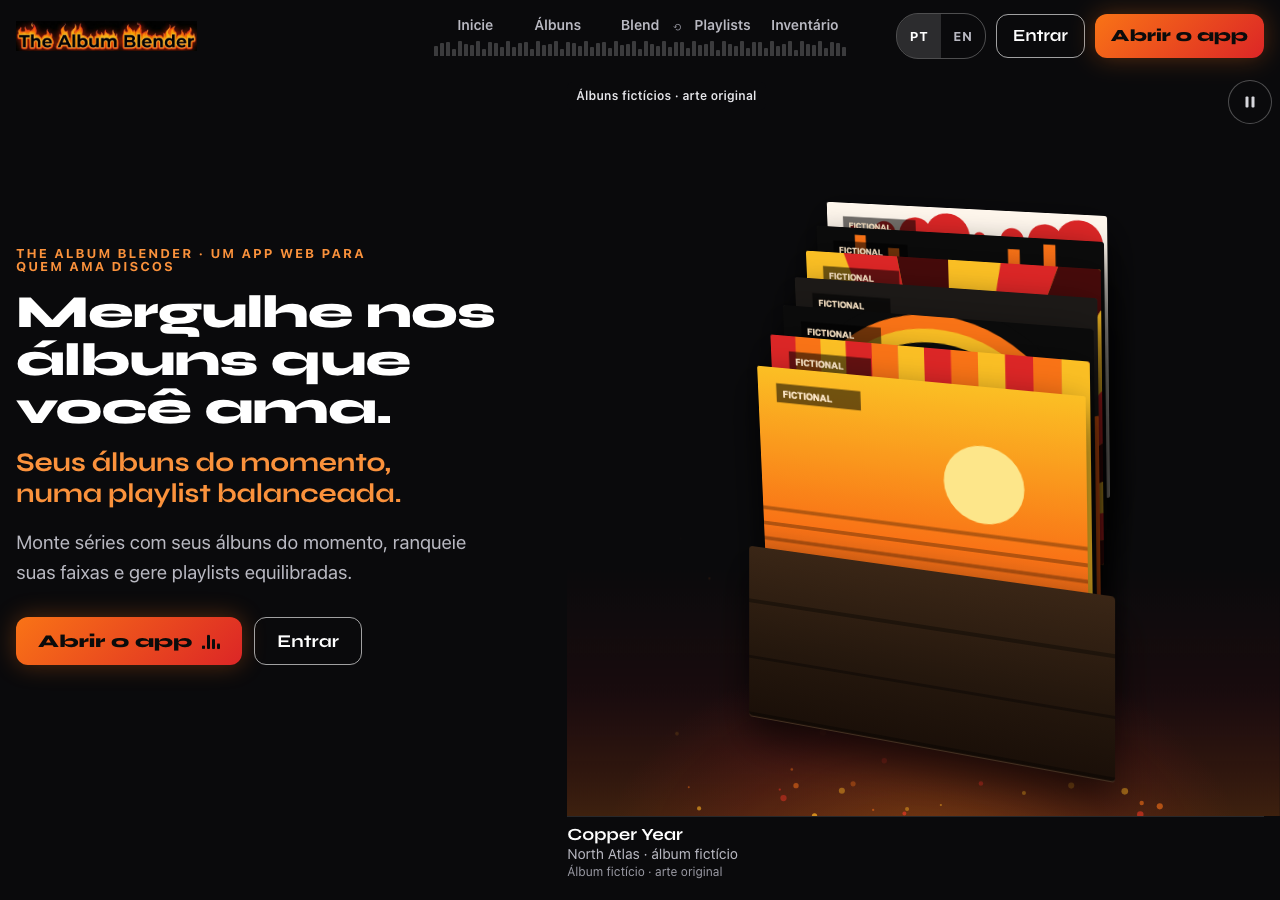 The Album Blender
Inicie
Álbuns
Blend
Playlists
Inventário
PT
EN
Entrar
Abrir o app
Álbuns fictícios · arte original
THE ALBUM BLENDER · UM APP WEB PARA
QUEM AMA DISCOS
Mergulhe nos
álbuns que
você ama.
Seus álbuns do momento,
numa playlist balanceada.
Monte séries com seus álbuns do momento, ranqueie
suas faixas e gere playlists equilibradas.
Abrir o app
Entrar
FICTIONAL
FICTIONAL
FICTIONAL
FICTIONAL
FICTIONAL
FICTIONAL
FICTIONAL
Copper Year
North Atlas · álbum fictício
Álbum fictício · arte original